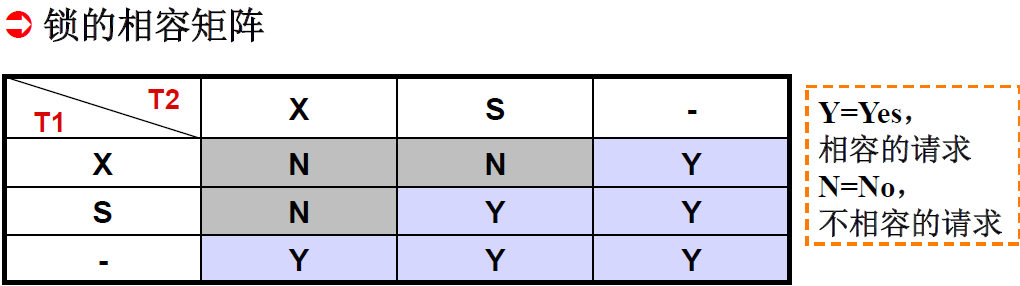 锁的相容矩阵
T2
T1
X S -
X N N Y
S N Y Y
- Y Y Y
Y=Yes,
相容的请求
N=No,
不相容的请求